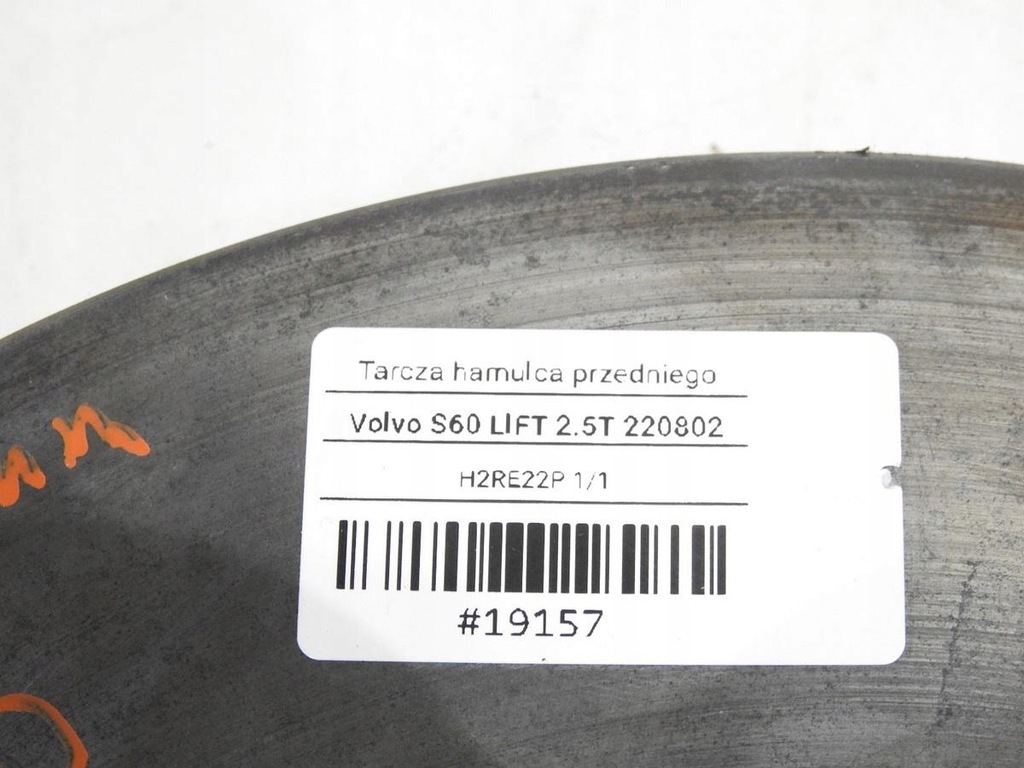 Tarcza hamulca przedniego
Volvo S60 LIFT 2.5T 220802
H2RE22P 1/1
#19157